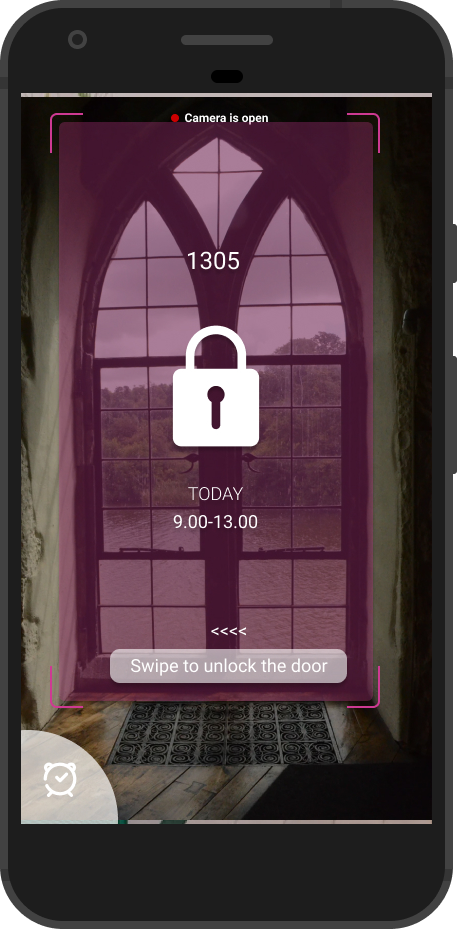 Camera is open
1305
TODAY
9.00-13.00
<<<<
Swipe to unlock the door